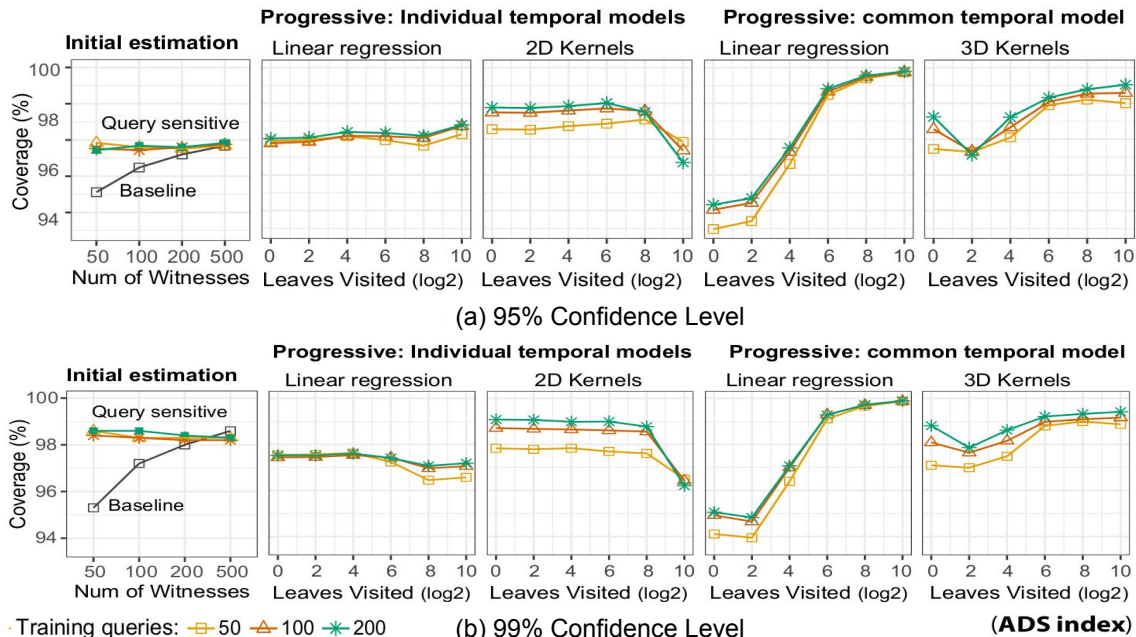 Progressive: Individual temporal models
Progressive: common temporal model
Initial estimation
Linear regression
2D Kernels
Linear regression
3D Kernels
Coverage (%)
100
98
96
94
Query sensitive
Baseline
50 100 200 500
0 2 4 6 8 10
0 2 4 6 8 10
0 2 4 6 8 10
0 2 4 6 8 10
Num of Witnesses
Leaves Visited (log2)
Leaves Visited (log2)
Leaves Visited (log2)
Leaves Visited (log2)
(a) 95% Confidence Level
Progressive: Individual temporal models
Progressive: common temporal model
Initial estimation
Linear regression
2D Kernels
Linear regression
3D Kernels
Coverage (%)
100
98
96
94
Query sensitive
Baseline
50 100 200 500
0 2 4 6 8 10
0 2 4 6 8 10
0 2 4 6 8 10
0 2 4 6 8 10
Num of Witnesses
Leaves Visited (log2)
Leaves Visited (log2)
Leaves Visited (log2)
Leaves Visited (log2)
Training queries: 50 100 200
(b) 99% Confidence Level
(ADS index)